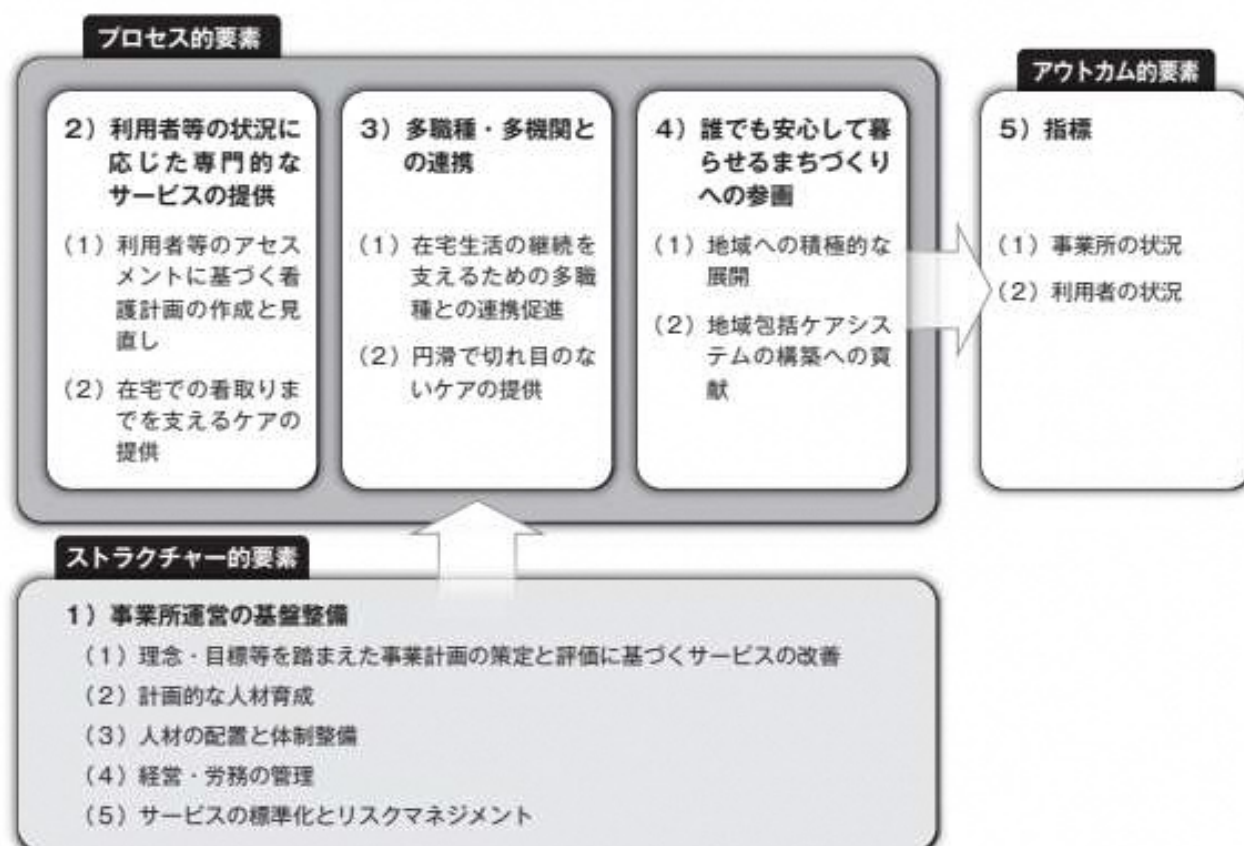 プロセス的要素
2）利用者等の状況に
応じた専門的な
サービスの提供
（1）利用者等のアセス
メントに基づく看
護計画の作成と見
直し
（2）在宅での看取りま
でを支えるケアの
提供
3）多職種・多機関と
の連携
（1）在宅生活の継続を
支えるための多職
種との連携促進
（2）円滑で切れ目のな
いケアの提供
4）誰でも安心して暮
らせるまちづくり
への参画
（1）地域への積極的な
展開
（2）地域包括ケアシス
テムの構築への貢
献
アウトカム的要素
5）指標
（1）事業所の状況
（2）利用者の状況
ストラクチャー的要素
1）事業所運営の基盤整備
（1）理念・目標等を踏まえた事業計画の策定と評価に基づくサービスの改善
（2）計画的な人材育成
（3）人材の配置と体制整備
（4）経営・労務の管理
（5）サービスの標準化とリスクマネジメント